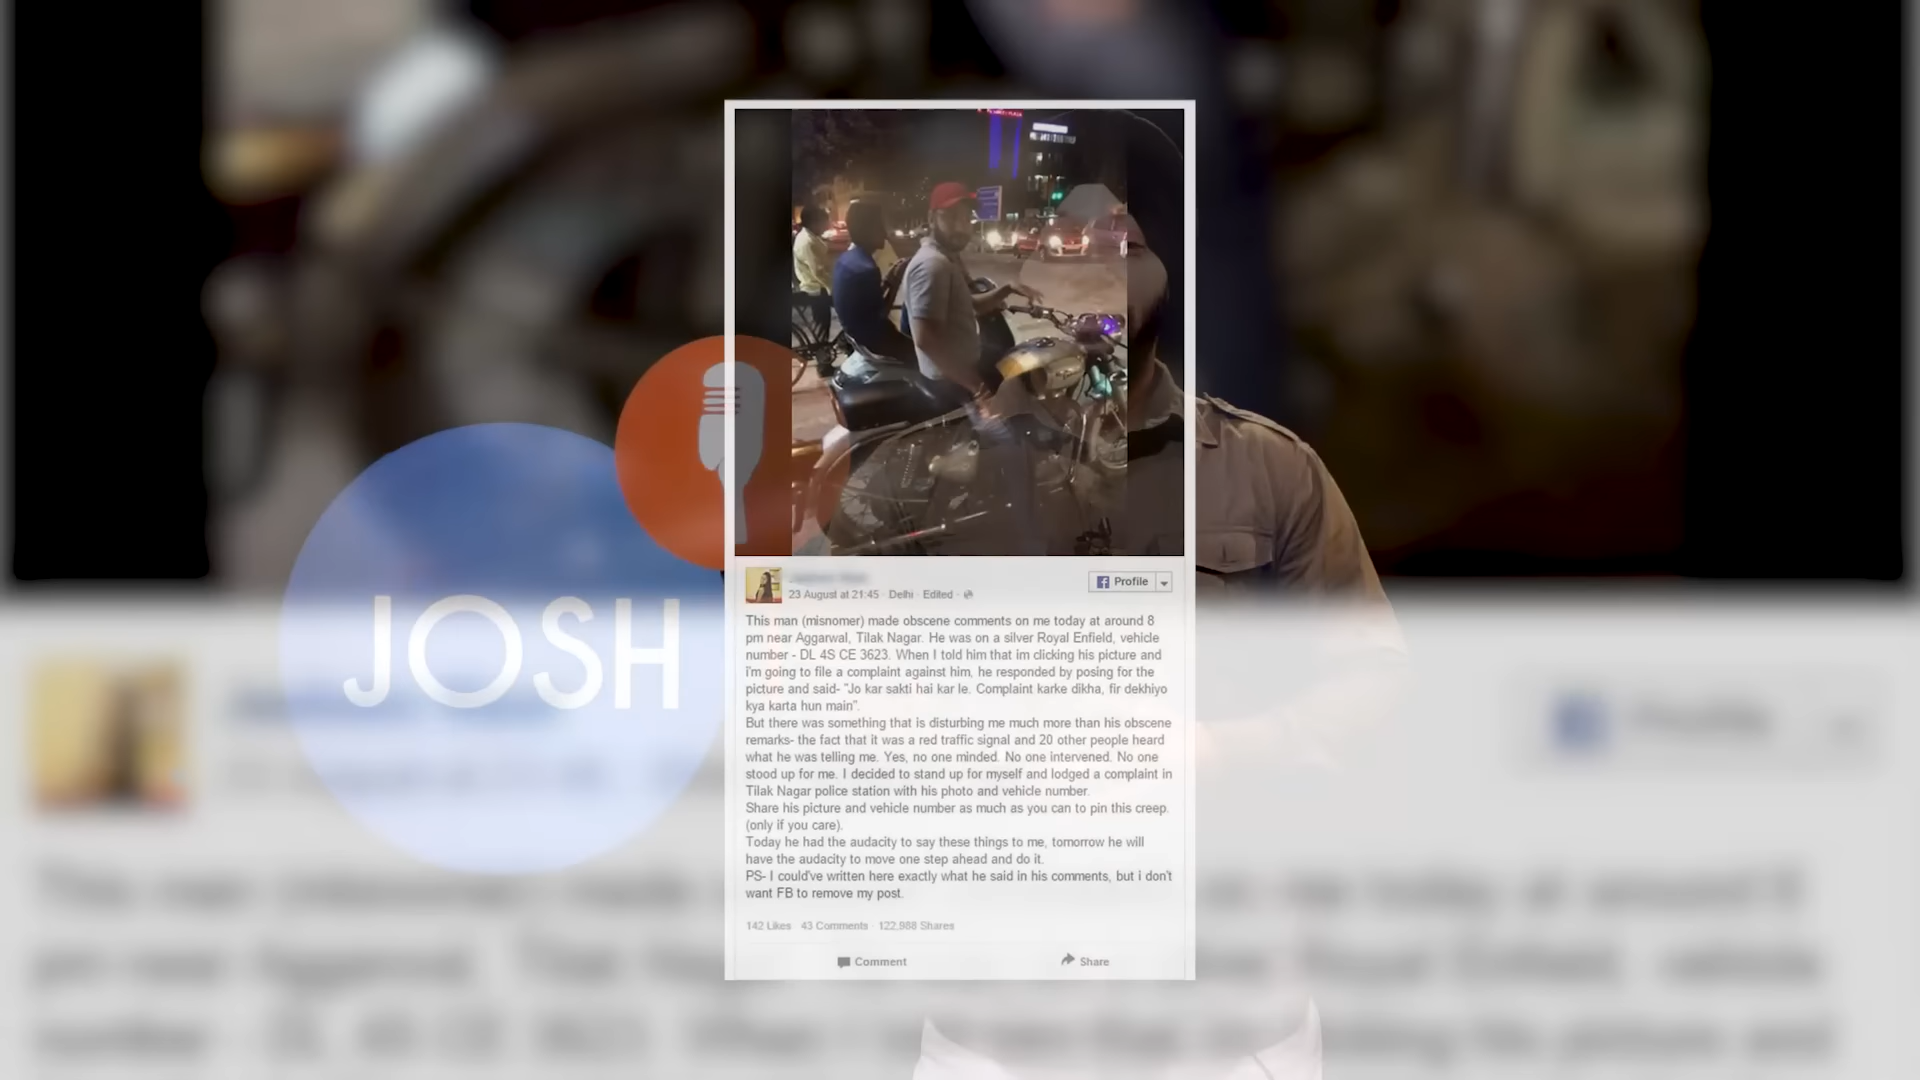 JOSH
23 August at 21:45 · Delhi · Edited ·
Profile
This man (misnomer) made obscene comments on me today at around 8
pm near Aggarwal, Tilak Nagar. He was on a silver Royal Enfield, vehicle
number - DL 4S CE 3623. When I told him that im clicking his picture and
i'm going to file a complaint against him, he responded by posing for the
picture and said- "Jo kar sakti hai kar le. Complaint karke dikha, fir dekhiyo
kya karta hun main".
But there was something that is disturbing me much more than his obscene
remarks- the fact that it was a red traffic signal and 20 other people heard
what he was telling me. Yes, no one minded. No one intervened. No one
stood up for me. I decided to stand up for myself and lodged a complaint in
Tilak Nagar police station with his photo and vehicle number.
Share his picture and vehicle number as much as you can to pin this creep.
(only if you care).
Today he had the audacity to say these things to me, tomorrow he will
have the audacity to move one step ahead and do it.
PS- I could've written here exactly what he said in his comments, but i don't
want FB to remove my post.
142 Likes 43 Comments · 122,988 Shares
Comment
Share